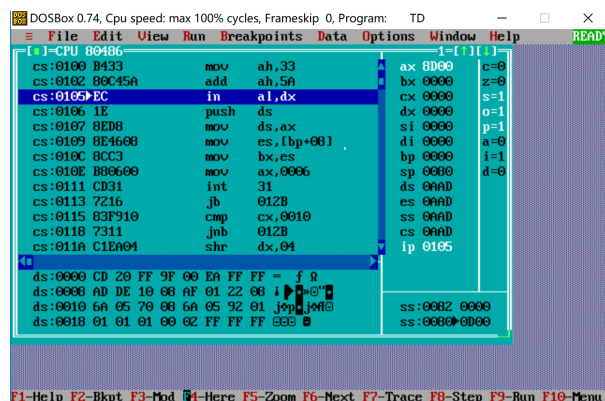 DOSBox 0.74, Cpu speed: max 100% cycles, Frameskip 0, Program: TD
≡ File Edit View Run Breakpoints Data Options Window Help READY
[■]=CPU 80486 1=[↑][↓]
cs:0100 B433 mov ah,33 ax 8D00 c=0
cs:0102 80C45A add ah,5A bx 0000 z=0
cs:0105►EC in al,dx cx 0000 s=1
cs:0106 1E push ds dx 0000 o=1
cs:0107 8ED8 mov ds,ax si 0000 p=1
cs:0109 8E4608 mov es,[bp+08] di 0000 a=0
cs:010C 8CC3 mov bx,es bp 0000 i=1
cs:010E B80600 mov ax,0006 sp 0080 d=0
cs:0111 CD31 int 31 ds 0AAD
cs:0113 7216 jb 012B es 0AAD
cs:0115 83F910 cmp cx,0010 ss 0AAD
cs:0118 7311 jnb 012B cs 0AAD
cs:011A C1EA04 shr dx,04 ip 0105
ds:0000 CD 20 FF 9F 00 EA FF FF = ƒ Ω
ds:0008 AD DE 10 08 AF 01 22 08
ds:0010 6A 05 70 08 6A 05 92 01 ss:0082 0000
ds:0018 01 01 01 00 02 FF FF FF ss:0080►0D00
F1-Help F2-Bkpt F3-Mod F4-Here F5-Zoom F6-Next F7-Trace F8-Step F9-Run F10-Menu